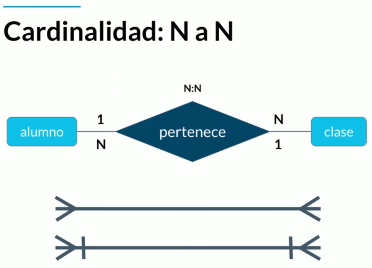 Cardinalidad: N a N
N:N
alumno
1
N
pertenece
N
1
clase